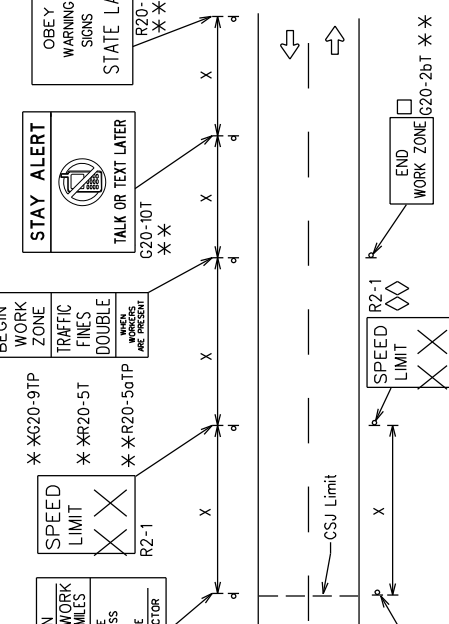 OBEY
WARNING
SIGNS
STATE
R20-
* *
STAY ALERT
TALK OR TEXT LATER
G20-10T
* *
X
X
X
X
BEGIN
WORK
ZONE
TRAFFIC
FINES
DOUBLE
WHEN
WORKERS
ARE PRESENT
* *G20-9TP
* *R20-5T
* *R20-5aTP
SPEED
LIMIT
X X
R2-1
WORK
MILES
CSJ Limit
G20-2bT * *
END
WORK ZONE
R2-1
SPEED
LIMIT
X X
X